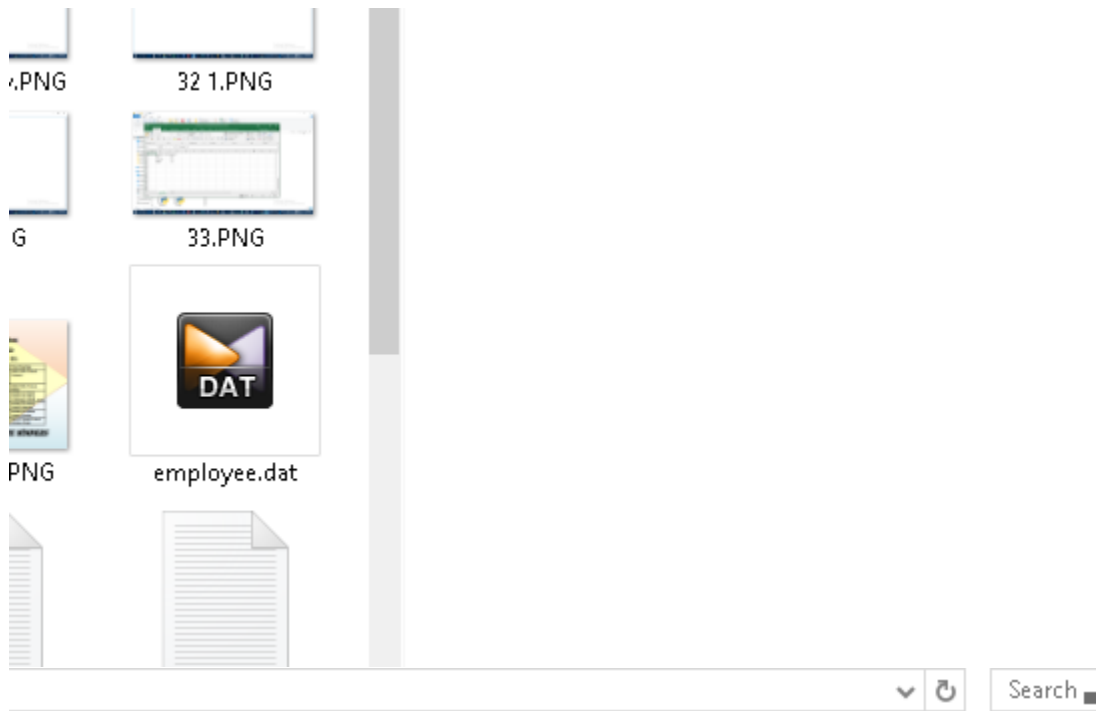 .PNG
32 1.PNG
G
33.PNG
DAT
PNG
employee.dat
Search